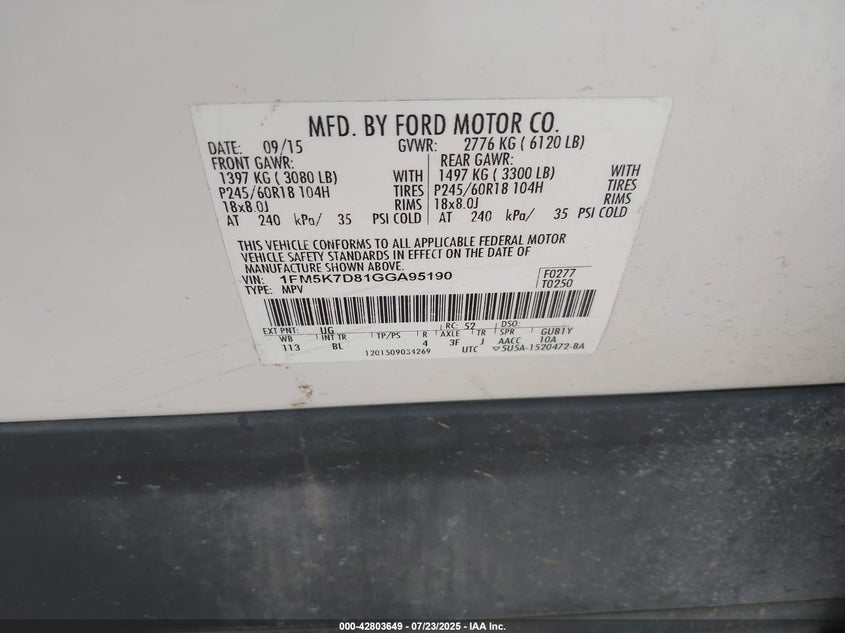 MFD. BY FORD MOTOR CO.
DATE: 09/15 GVWR: 2776 KG ( 6120 LB)
FRONT GAWR: REAR GAWR:
1397 KG ( 3080 LB) WITH 1497 KG ( 3300 LB) WITH
P245/60R18 104H TIRES P245/60R18 104H TIRES
18x8.0J RIMS 18x8.0J RIMS
AT 240 kPa/ 35 PSI COLD AT 240 kPa/ 35 PSI COLD
THIS VEHICLE CONFORMS TO ALL APPLICABLE FEDERAL MOTOR
VEHICLE SAFETY STANDARDS IN EFFECT ON THE DATE OF
MANUFACTURE SHOWN ABOVE.
VIN: 1FM5K7D81GGA95190 F0277
TYPE: MPV T0250
EXT PNT: UG RC: 52 DSO:
WB INT TR TP/PS R AXLE TR SPR GUB1Y
113 BL 4 3F J AACC 10A
1201509034269 UTC ▽5U5A-1520472-BA
000-42803649 - 07/23/2025 - IAA Inc.